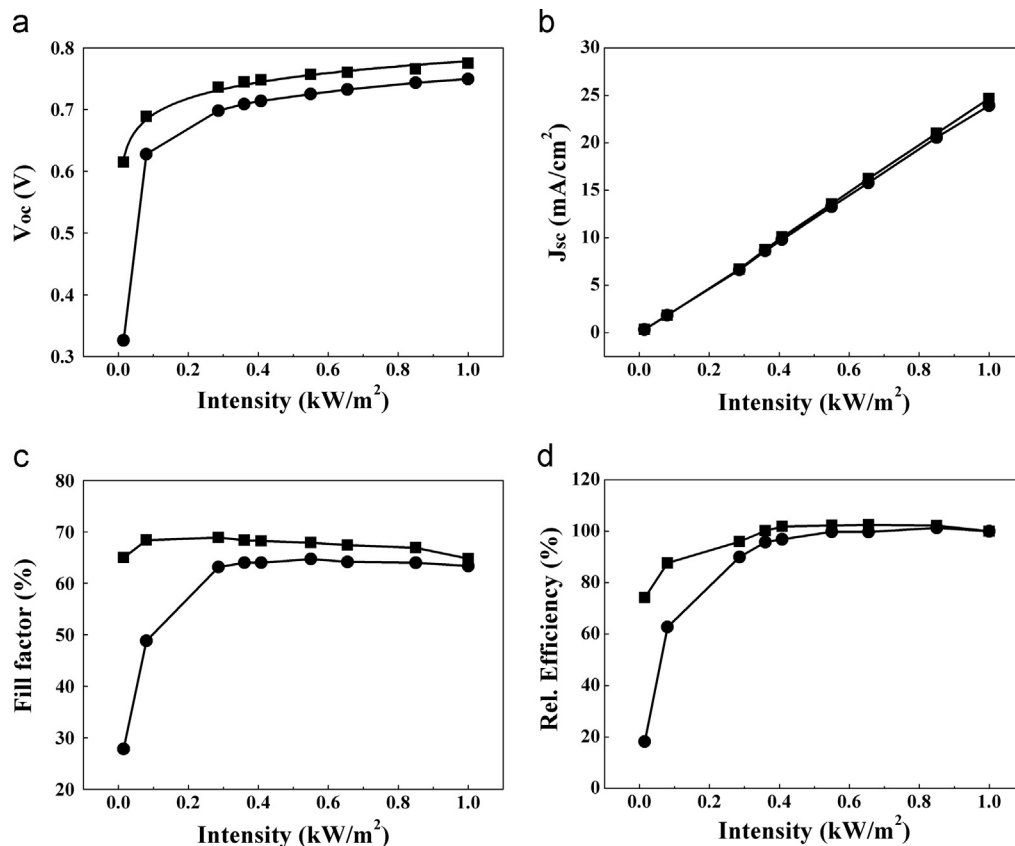 a
0.8
0.7
0.6
0.5
0.4
0.3
Voc (V)
0.0 0.2 0.4 0.6 0.8 1.0
Intensity (kW/m²)
b
30
25
20
15
10
5
0
Jsc (mA/cm²)
0.0 0.2 0.4 0.6 0.8 1.0
Intensity (kW/m²)
c
80
70
60
50
40
30
20
Fill factor (%)
0.0 0.2 0.4 0.6 0.8 1.0
Intensity (kW/m²)
d
120
100
80
60
40
20
0
Rel. Efficiency (%)
0.0 0.2 0.4 0.6 0.8 1.0
Intensity (kW/m²)